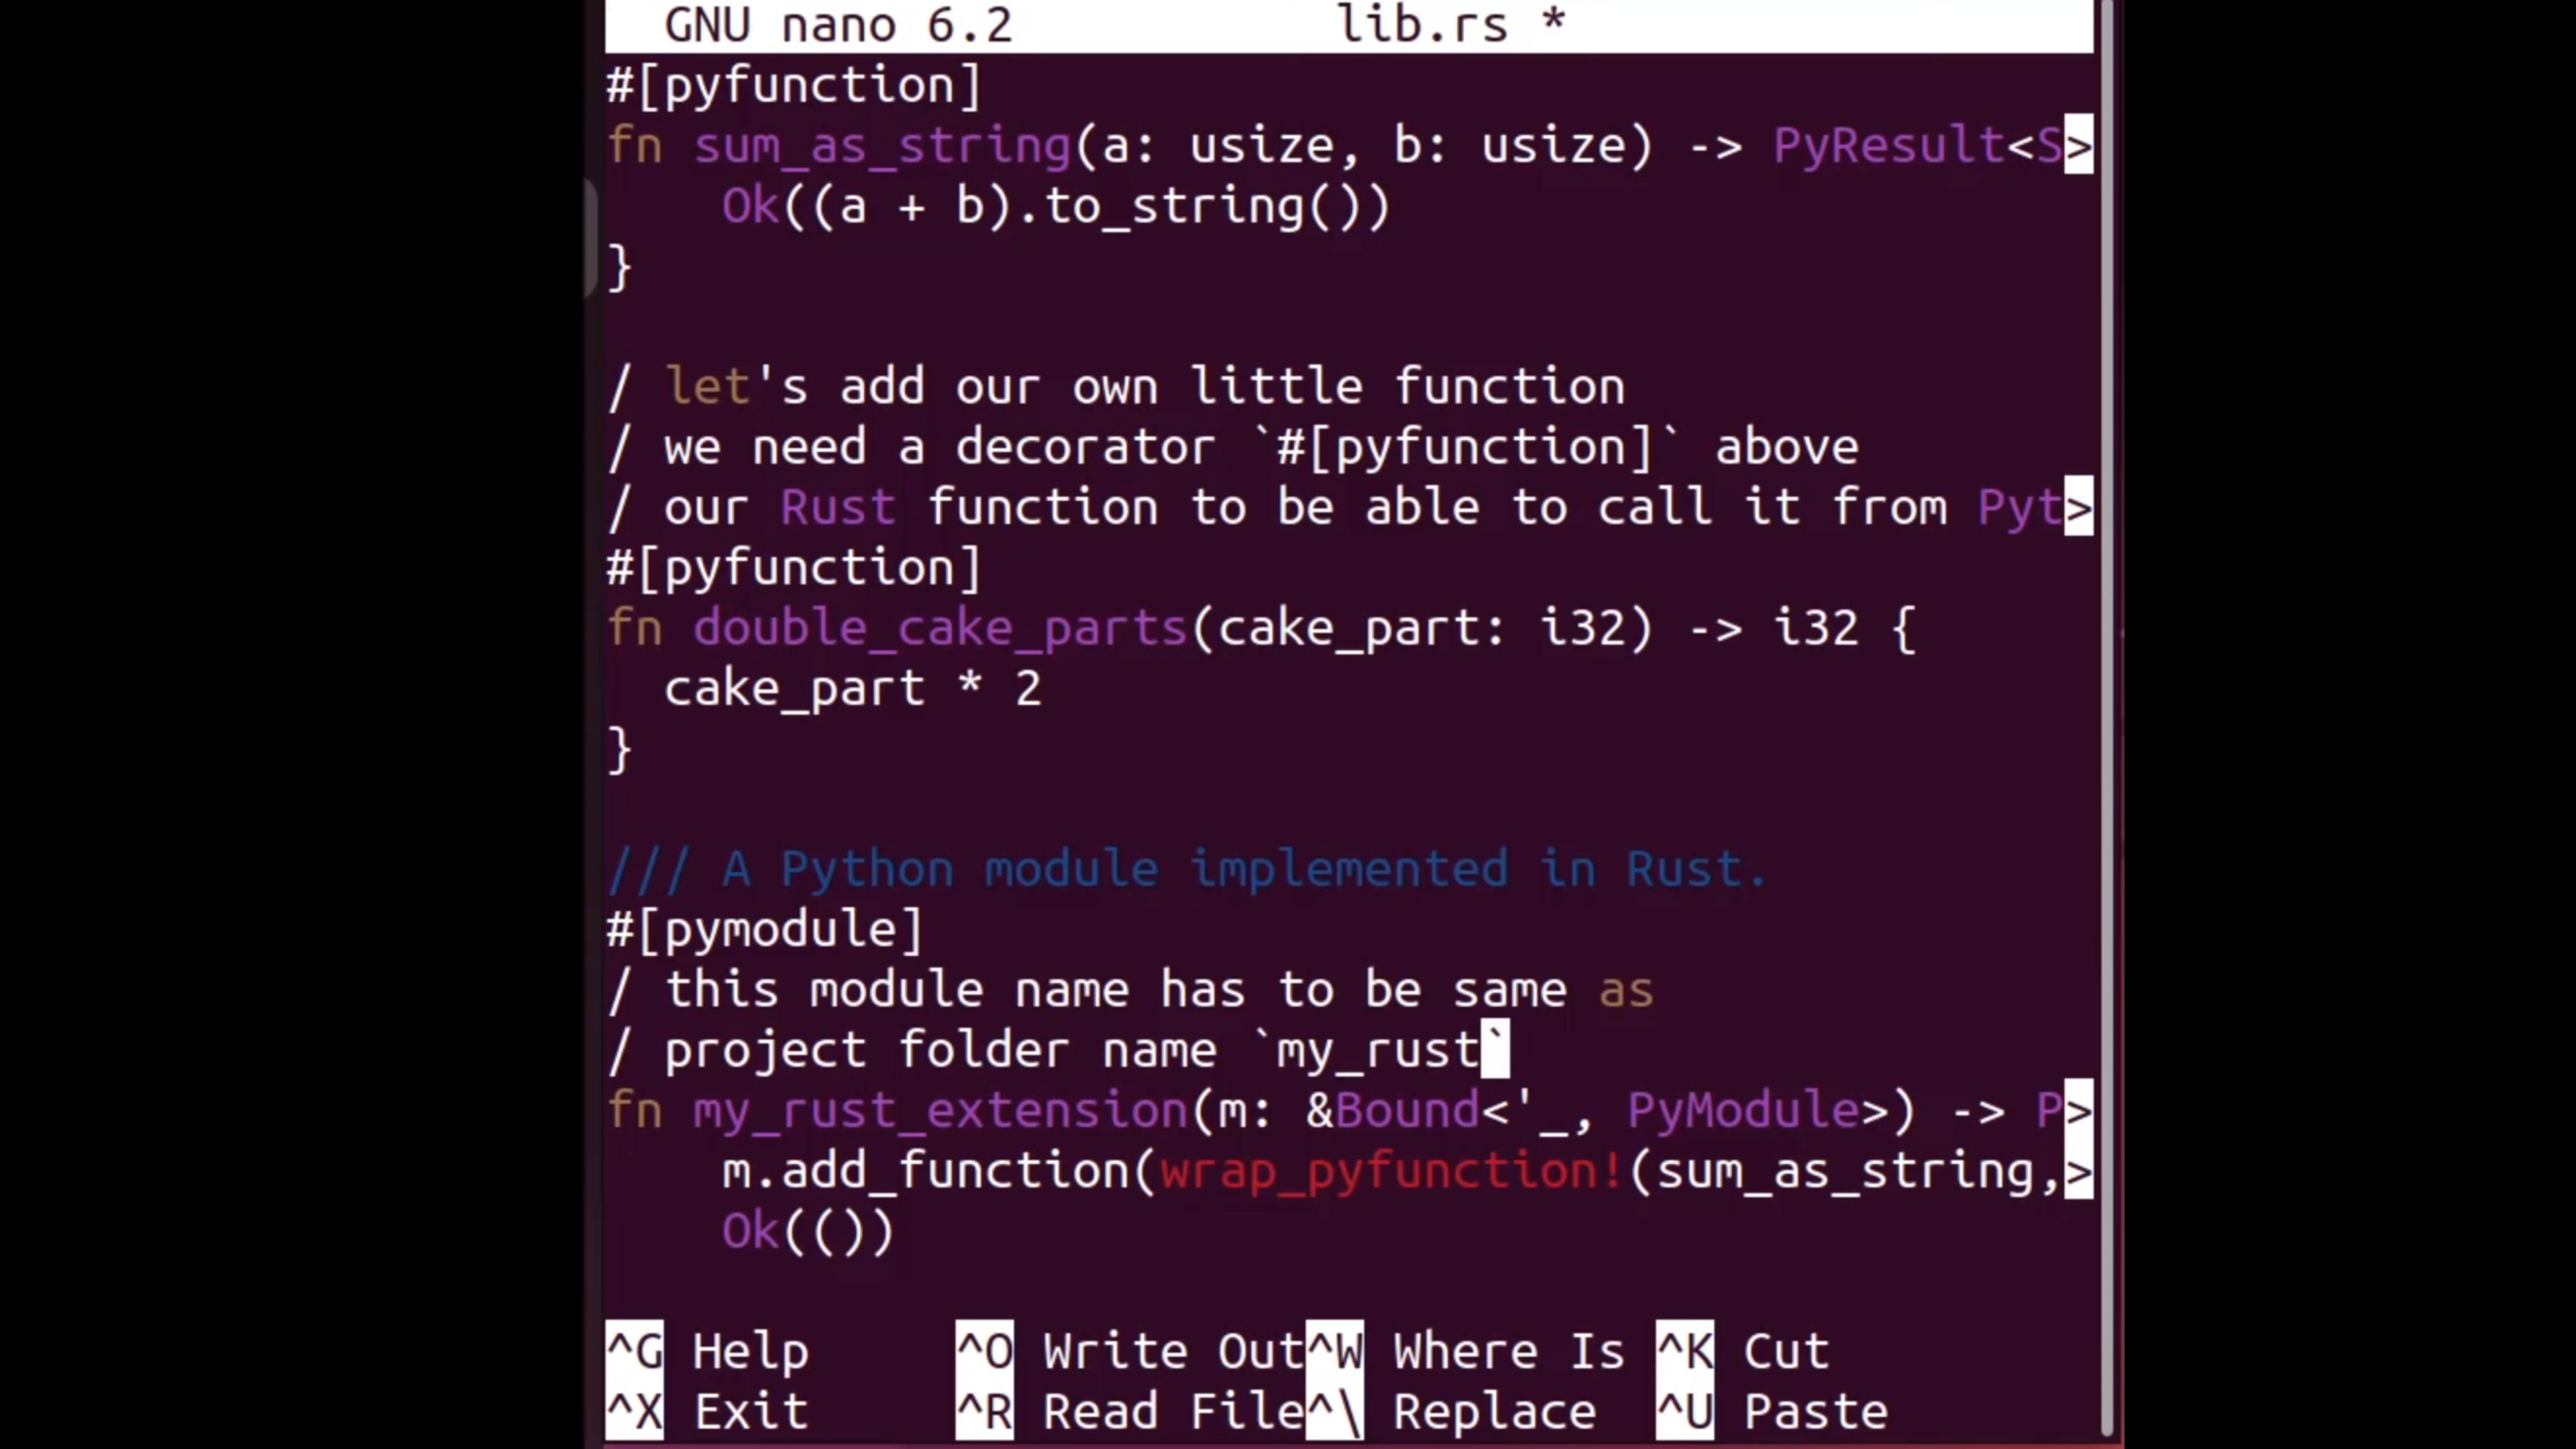 GNU nano 6.2 lib.rs *
#[pyfunction]
fn sum_as_string(a: usize, b: usize) -> PyResult<S>
    Ok((a + b).to_string())
}

/ let's add our own little function
/ we need a decorator `#[pyfunction]` above
/ our Rust function to be able to call it from Pyt>
#[pyfunction]
fn double_cake_parts(cake_part: i32) -> i32 {
  cake_part * 2
}

/// A Python module implemented in Rust.
#[pymodule]
/ this module name has to be same as
/ project folder name `my_rust`
fn my_rust_extension(m: &Bound<'_, PyModule>) -> P>
    m.add_function(wrap_pyfunction!(sum_as_string,>
    Ok(())

^G Help ^O Write Out ^W Where Is ^K Cut
^X Exit ^R Read File ^\ Replace ^U Paste